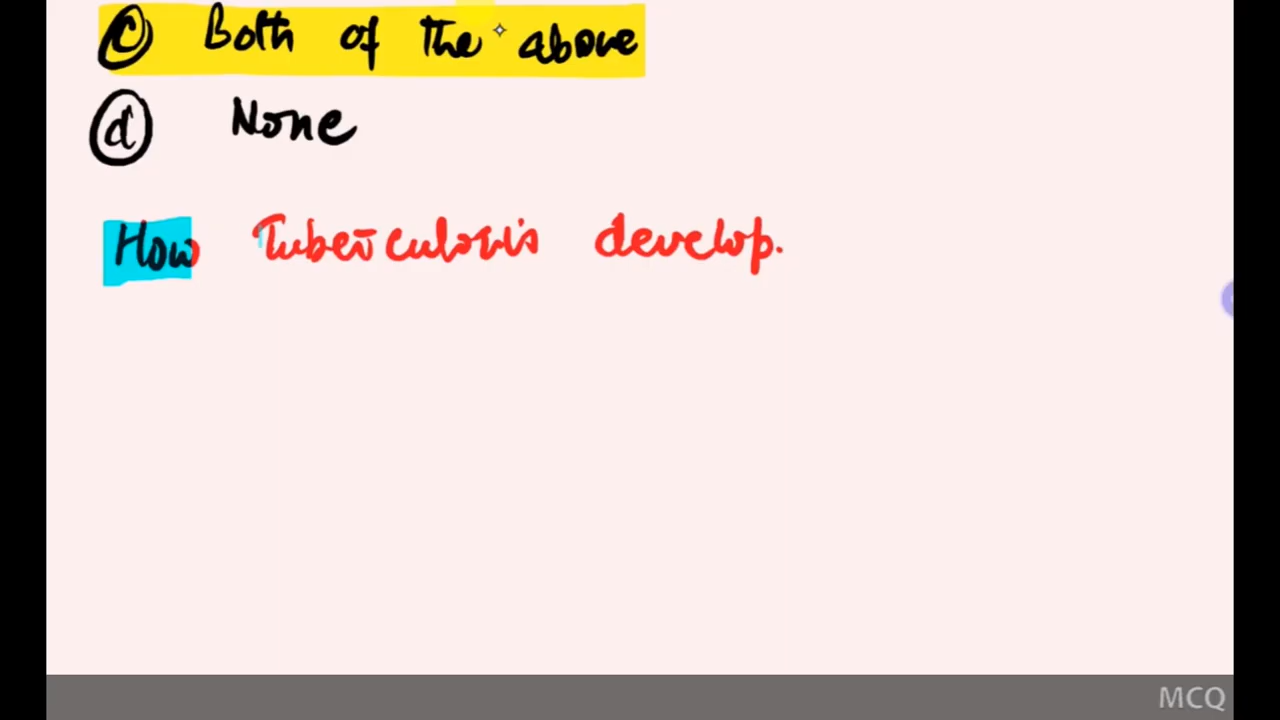 (c) Both of the above
(d) None
How Tuberculosis develop.
MCQ